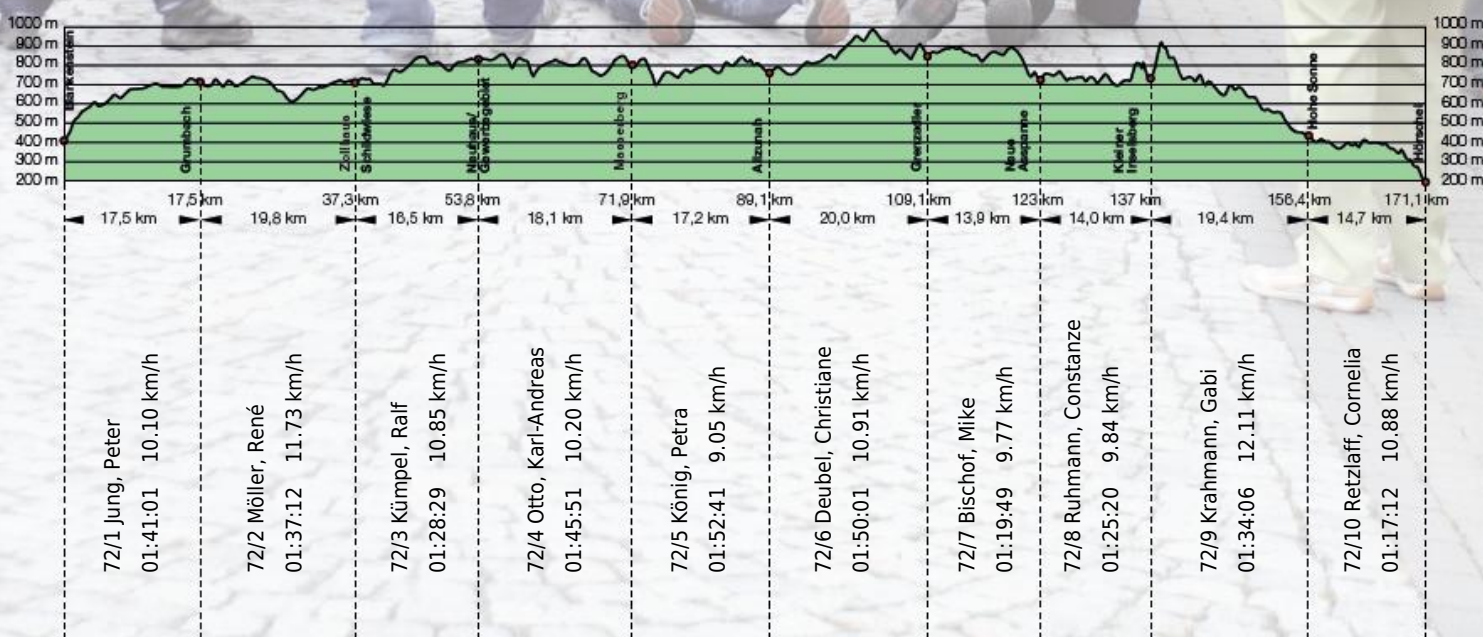 1000 m
900 m
800 m
700 m
600 m
500 m
400 m
300 m
200 m
1000 m
900 m
800 m
700 m
600 m
500 m
400 m
300 m
200 m
Blankenstein
Grumbach
Zollhaus
Schildwiese
Neuhaus/
Masserberg
Allzunah
Grenzadler
Neue
Ausspanne
Kleiner
Inselsberg
Hohe Sonne
Hörschel
17,5 km
37,3 km
53,8 km
71,9 km
89,1 km
109,1 km
123 km
137 km
156,4 km
171,1 km
17,5 km
19,8 km
16,5 km
18,1 km
17,2 km
20,0 km
13,9 km
14,0 km
19,4 km
14,7 km
72/1 Jung, Peter
01:41:01 10.10 km/h
72/2 Möller, René
01:37:12 11.73 km/h
72/3 Kümpel, Ralf
01:28:29 10.85 km/h
72/4 Otto, Karl-Andreas
01:45:51 10.20 km/h
72/5 König, Petra
01:52:41 9.05 km/h
72/6 Deubel, Christiane
01:50:01 10.91 km/h
72/7 Bischof, Mike
01:19:49 9.77 km/h
72/8 Ruhmann, Constanze
01:25:20 9.84 km/h
72/9 Krahmann, Gabi
01:34:06 12.11 km/h
72/10 Retzlaff, Cornelia
01:17:12 10.88 km/h